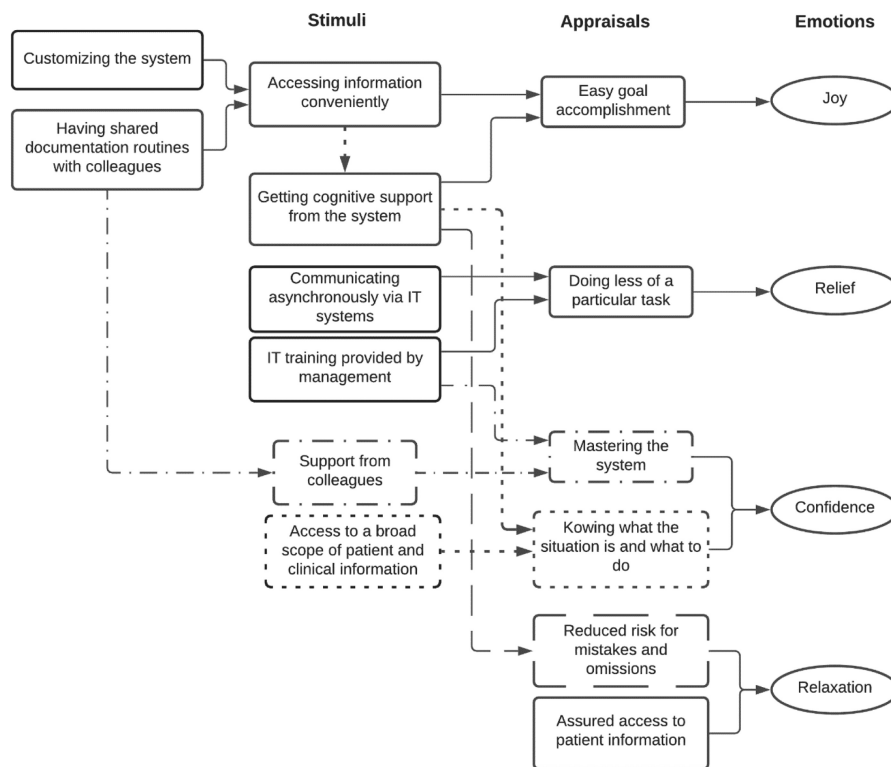 Stimuli
Appraisals
Emotions
Customizing the system
Accessing information
conveniently
Easy goal
accomplishment
Joy
Having shared
documentation routines
with colleagues
Getting cognitive support
from the system
Communicating
asynchronously via IT
systems
Doing less of a
particular task
Relief
IT training provided by
management
Support from
colleagues
Mastering the
system
Confidence
Access to a broad
scope of patient and
clinical information
Kowing what the
situation is and what to
do
Reduced risk for
mistakes and
omissions
Relaxation
Assured access to
patient information